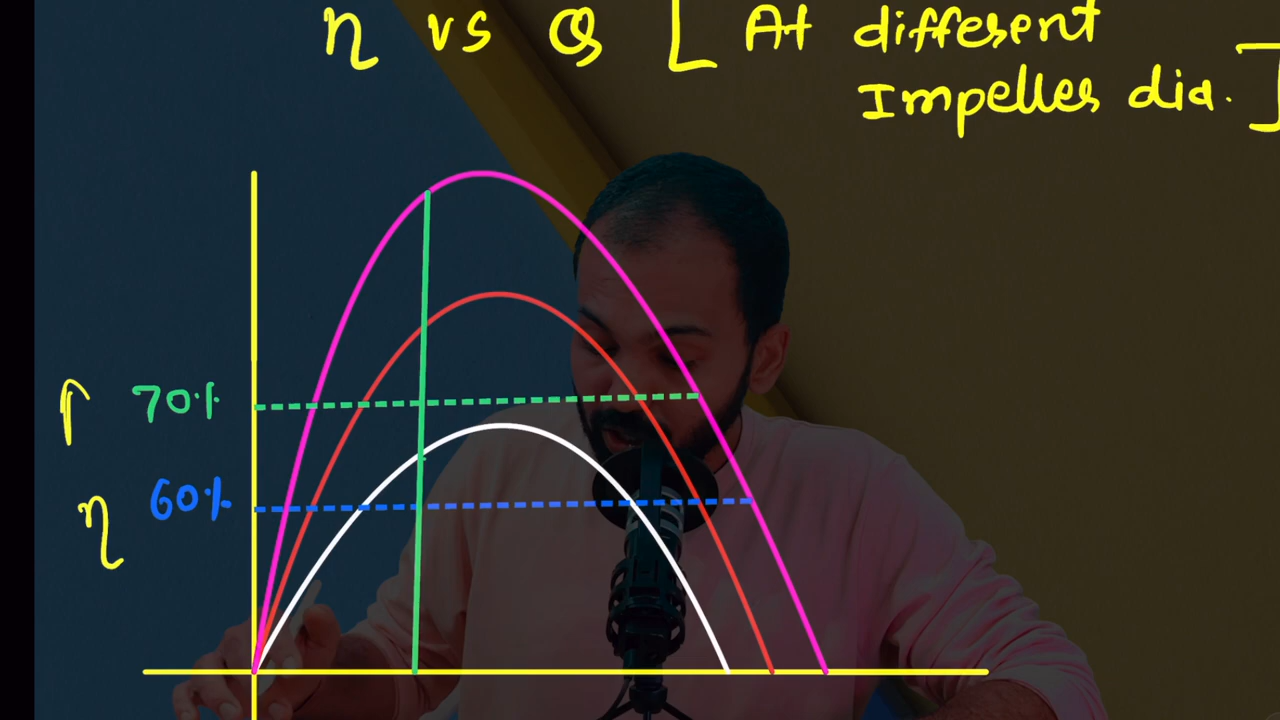 η vs Q [ At different
Impeller dia. ]
↑ 70%
η 60%